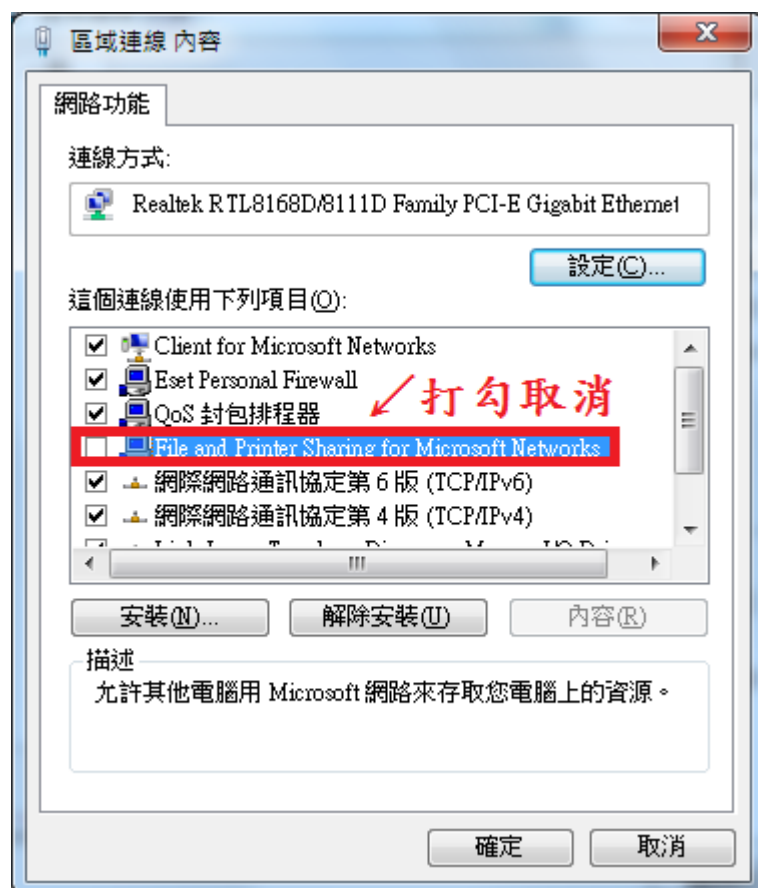 區域連線 內容
網路功能
連線方式:
Realtek RTL8168D/8111D Family PCI-E Gigabit Ethernet
設定(C)...
這個連線使用下列項目(O):
Client for Microsoft Networks
Eset Personal Firewall
打勾取消
QoS 封包排程器
File and Printer Sharing for Microsoft Networks
網際網路通訊協定第 6 版 (TCP/IPv6)
網際網路通訊協定第 4 版 (TCP/IPv4)
安裝(N)...
解除安裝(U)
內容(R)
描述
允許其他電腦用 Microsoft 網路來存取您電腦上的資源。
確定
取消